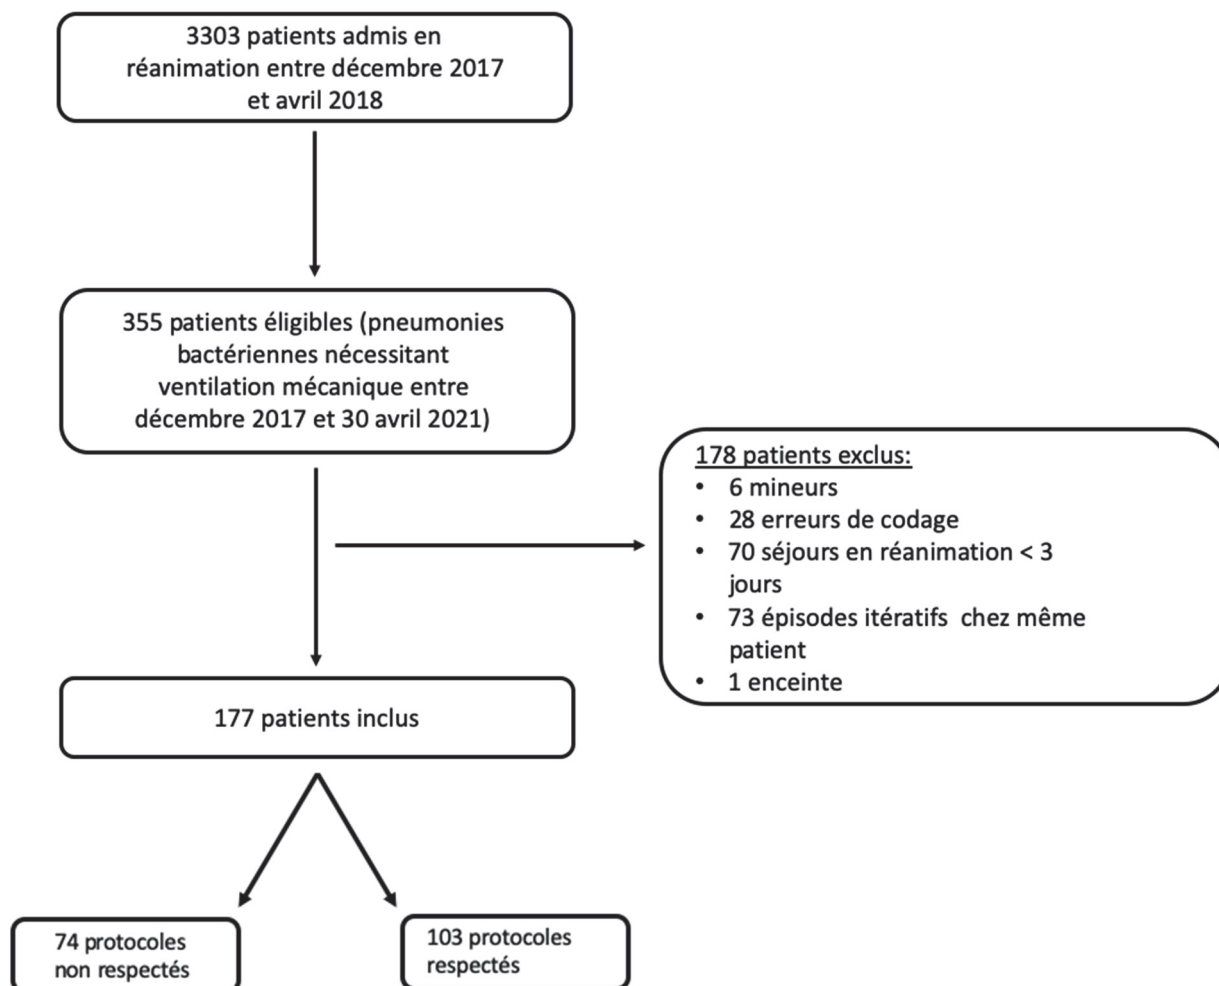 3303 patients admis en
réanimation entre décembre 2017
et avril 2018
355 patients éligibles (pneumonies
bactériennes nécessitant
ventilation mécanique entre
décembre 2017 et 30 avril 2021)
178 patients exclus:
• 6 mineurs
• 28 erreurs de codage
• 70 séjours en réanimation < 3
jours
• 73 épisodes itératifs chez même
patient
• 1 enceinte
177 patients inclus
74 protocoles
non respectés
103 protocoles
respectés